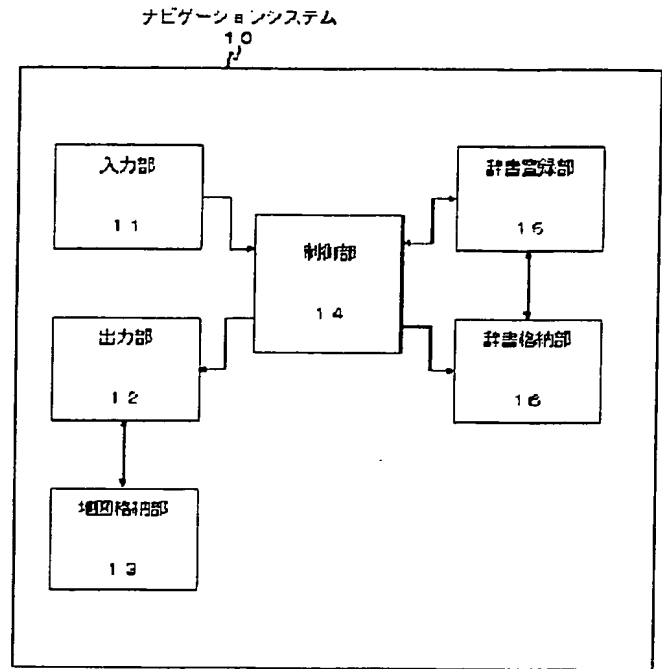 ナビゲーションシステム
10
入力部
11
制御部
14
辞書登録部
15
出力部
12
辞書格納部
16
地図格納部
13